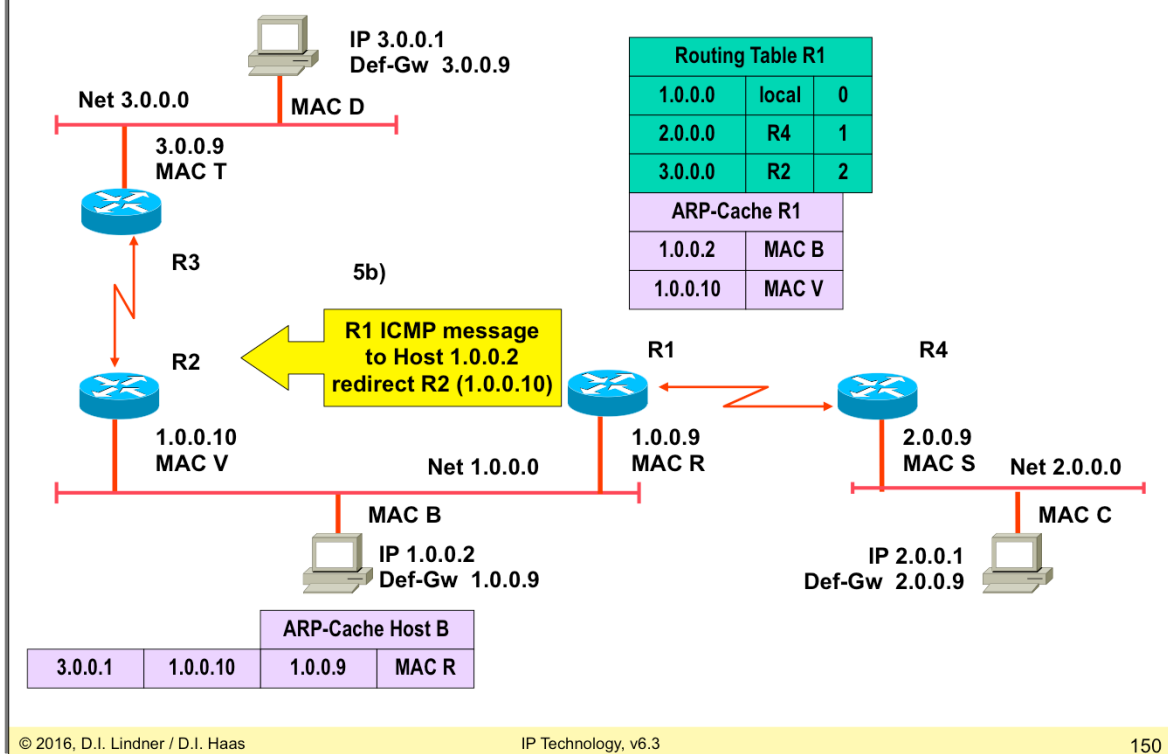 IP 3.0.0.1
Def-Gw 3.0.0.9
Net 3.0.0.0
MAC D
3.0.0.9
MAC T
R3
Routing Table R1
1.0.0.0 local 0
2.0.0.0 R4 1
3.0.0.0 R2 2
ARP-Cache R1
1.0.0.2 MAC B
1.0.0.10 MAC V
5b)
R1 ICMP message
to Host 1.0.0.2
redirect R2 (1.0.0.10)
R2
R1
R4
1.0.0.10
MAC V
Net 1.0.0.0
1.0.0.9
MAC R
2.0.0.9
MAC S
Net 2.0.0.0
MAC B
IP 1.0.0.2
Def-Gw 1.0.0.9
MAC C
IP 2.0.0.1
Def-Gw 2.0.0.9
ARP-Cache Host B
3.0.0.1 1.0.0.10 1.0.0.9 MAC R
© 2016, D.I. Lindner / D.I. Haas
IP Technology, v6.3
150